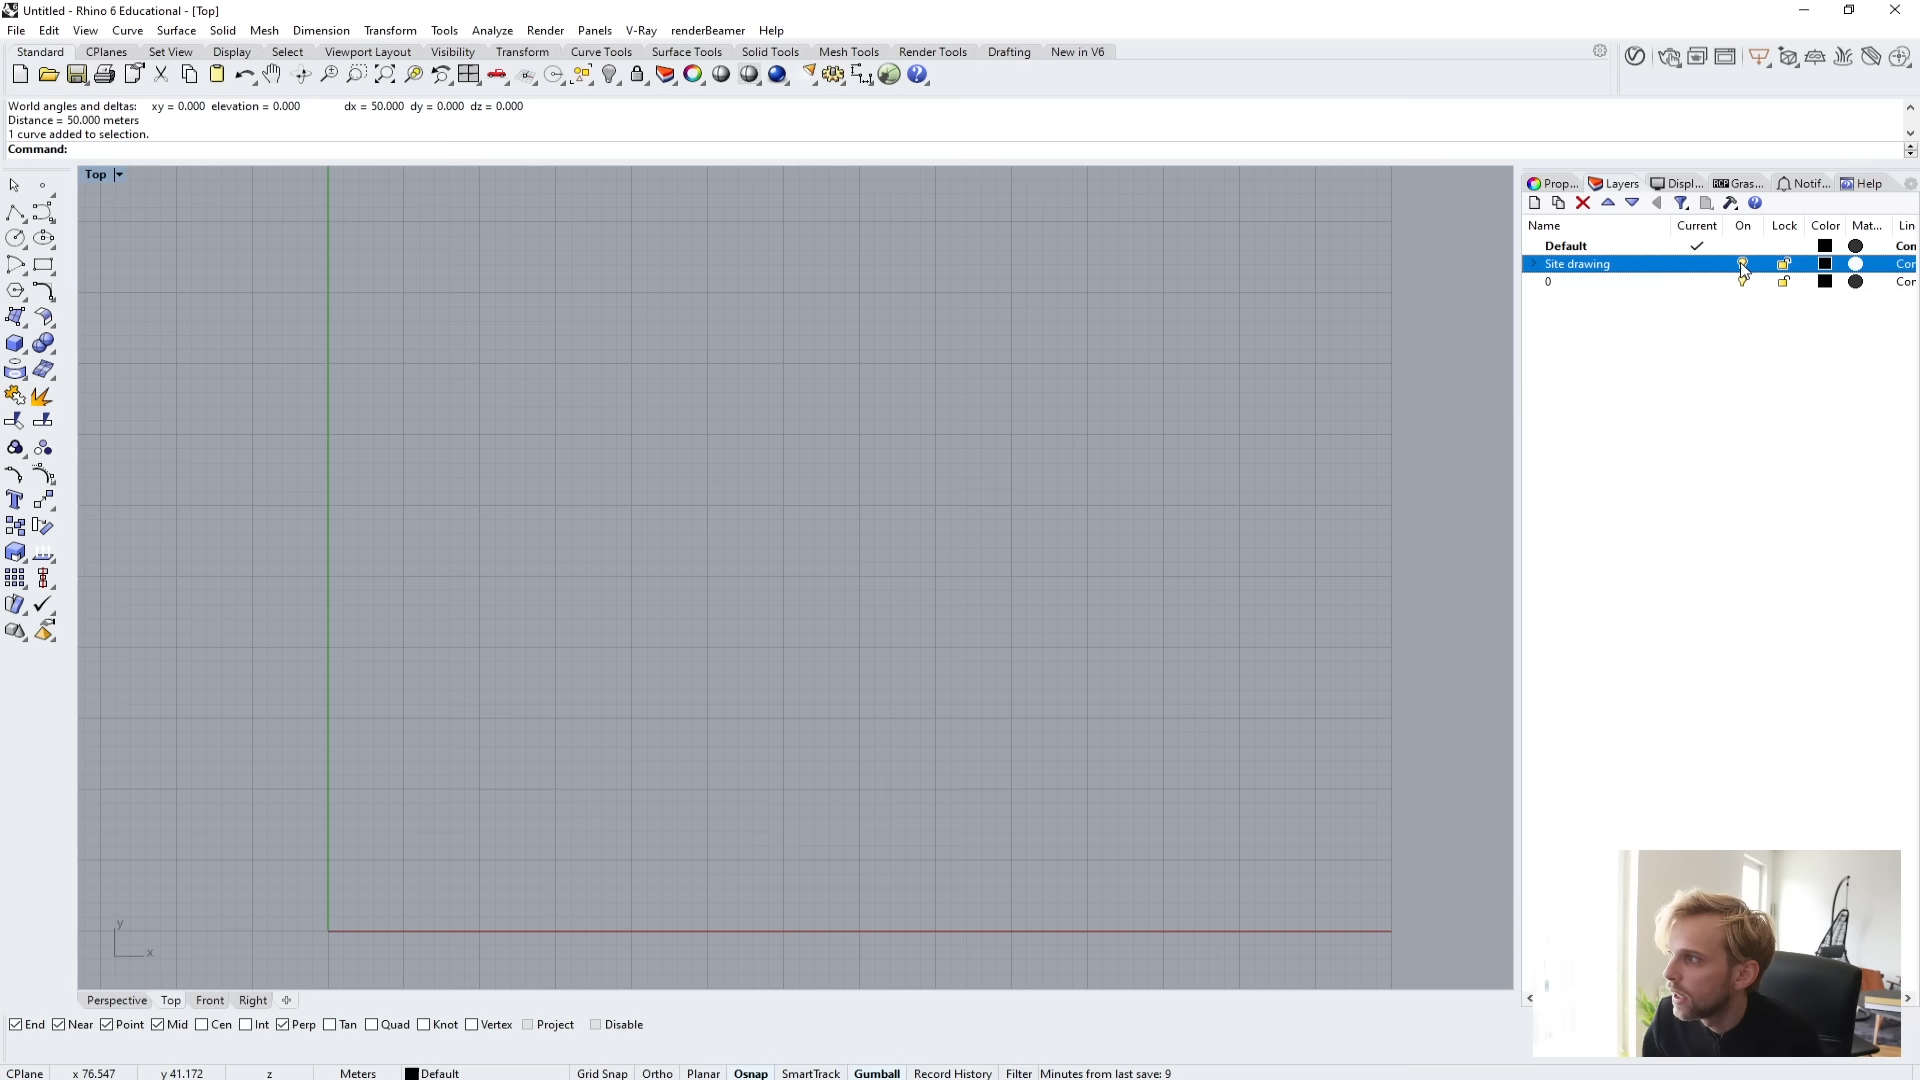 Untitled - Rhino 6 Educational - [Top]
File Edit View Curve Surface Solid Mesh Dimension Transform Tools Analyze Render Panels V-Ray renderBeamer Help
Standard CPlanes Set View Display Select Viewport Layout Visibility Transform Curve Tools Surface Tools Solid Tools Mesh Tools Render Tools Drafting New in V6
World angles and deltas: xy = 0.000 elevation = 0.000 dx = 50.000 dy = 0.000 dz = 0.000
Distance = 50.000 meters
1 curve added to selection.
Command:
Top
Prop... Layers Displ... Gras... Notif... Help
Name Current On Lock Color Mat... Lin
Default Con
Site drawing Cor
0 Cor
y
x
Perspective Top Front Right
End Near Point Mid Cen Int Perp Tan Quad Knot Vertex Project Disable
CPlane x 76.547 y 41.172 z Meters Default Grid Snap Ortho Planar Osnap SmartTrack Gumball Record History Filter Minutes from last save: 9